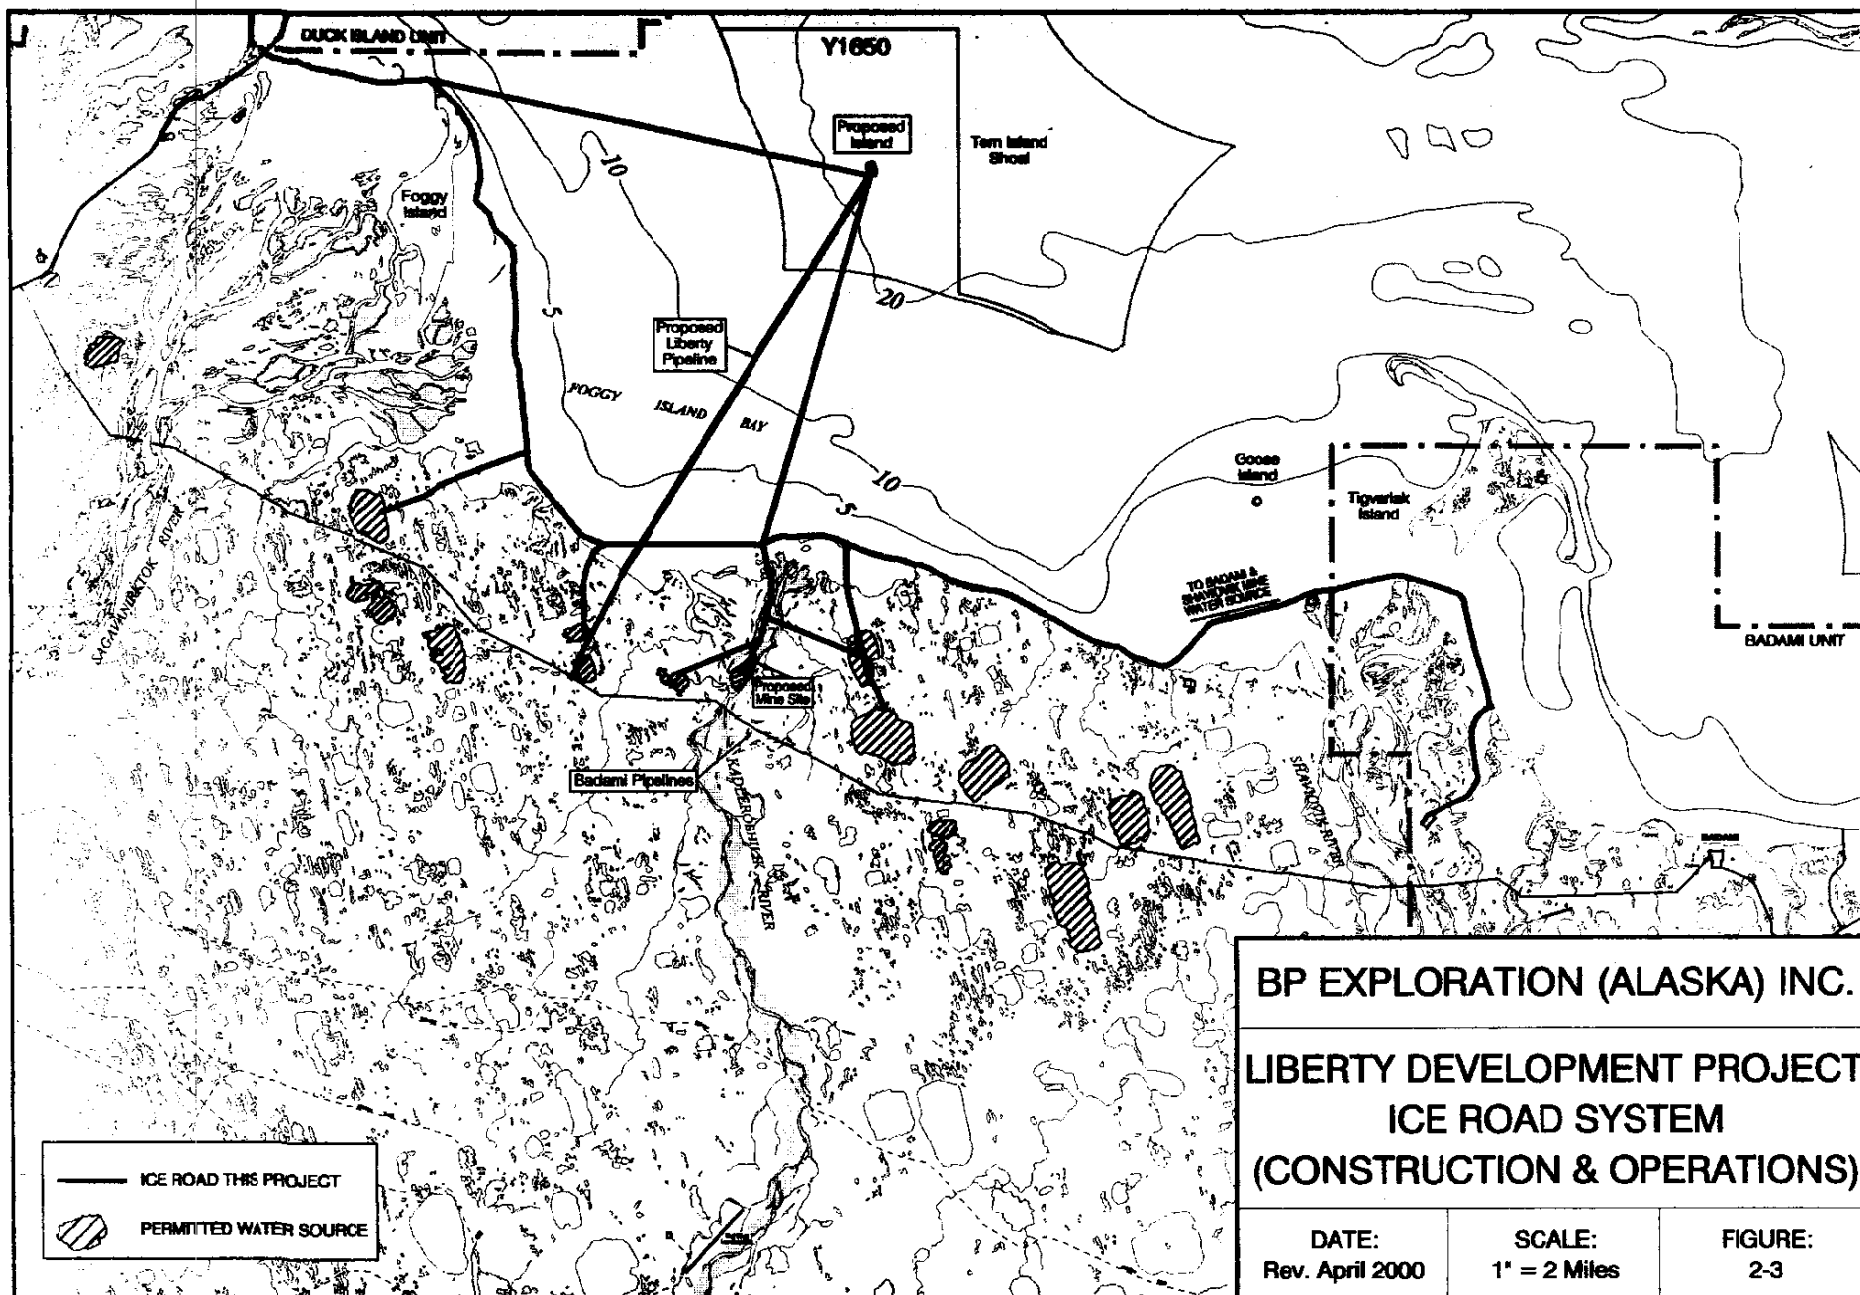 DUCK ISLAND UNIT
Y1650
Proposed
Island
Tern Island
Shoal
10
Foggy
Island
20
5
Proposed
Liberty
Pipeline
FOGGY ISLAND BAY
10
5
Goose
Island
Tigvariak
Island
SAGAVANIRKTOK RIVER
TO BADAMI &
SHAVIOVIK MINE
WATER SOURCE
BADAMI UNIT
Proposed
Mine Site
Badami Pipelines
KADLEROSHILIK RIVER
SHAVIOVIK RIVER
BADAMI
BP EXPLORATION (ALASKA) INC.
LIBERTY DEVELOPMENT PROJECT
ICE ROAD SYSTEM
(CONSTRUCTION & OPERATIONS)
ICE ROAD THIS PROJECT
PERMITTED WATER SOURCE
DATE:
Rev. April 2000
SCALE:
1" = 2 Miles
FIGURE:
2-3